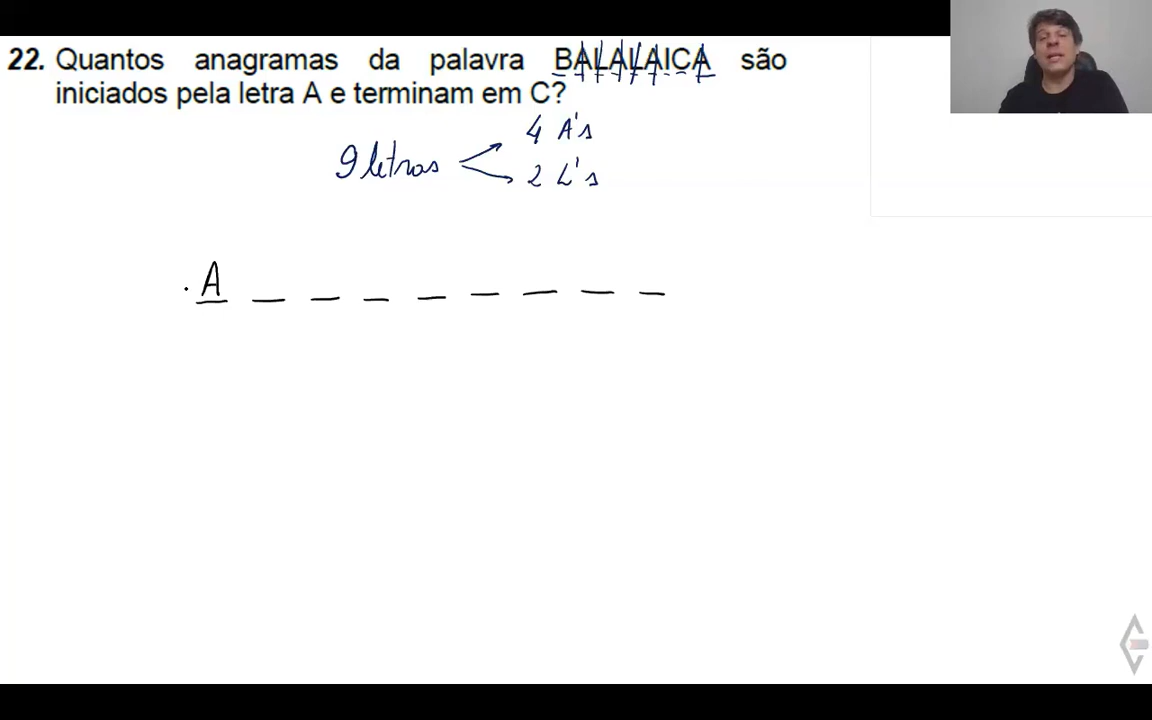 22. Quantos anagramas da palavra BALALAICA são
iniciados pela letra A e terminam em C?
9 letras
4 A's
2 L's
A _ _ _ _ _ _ _ _